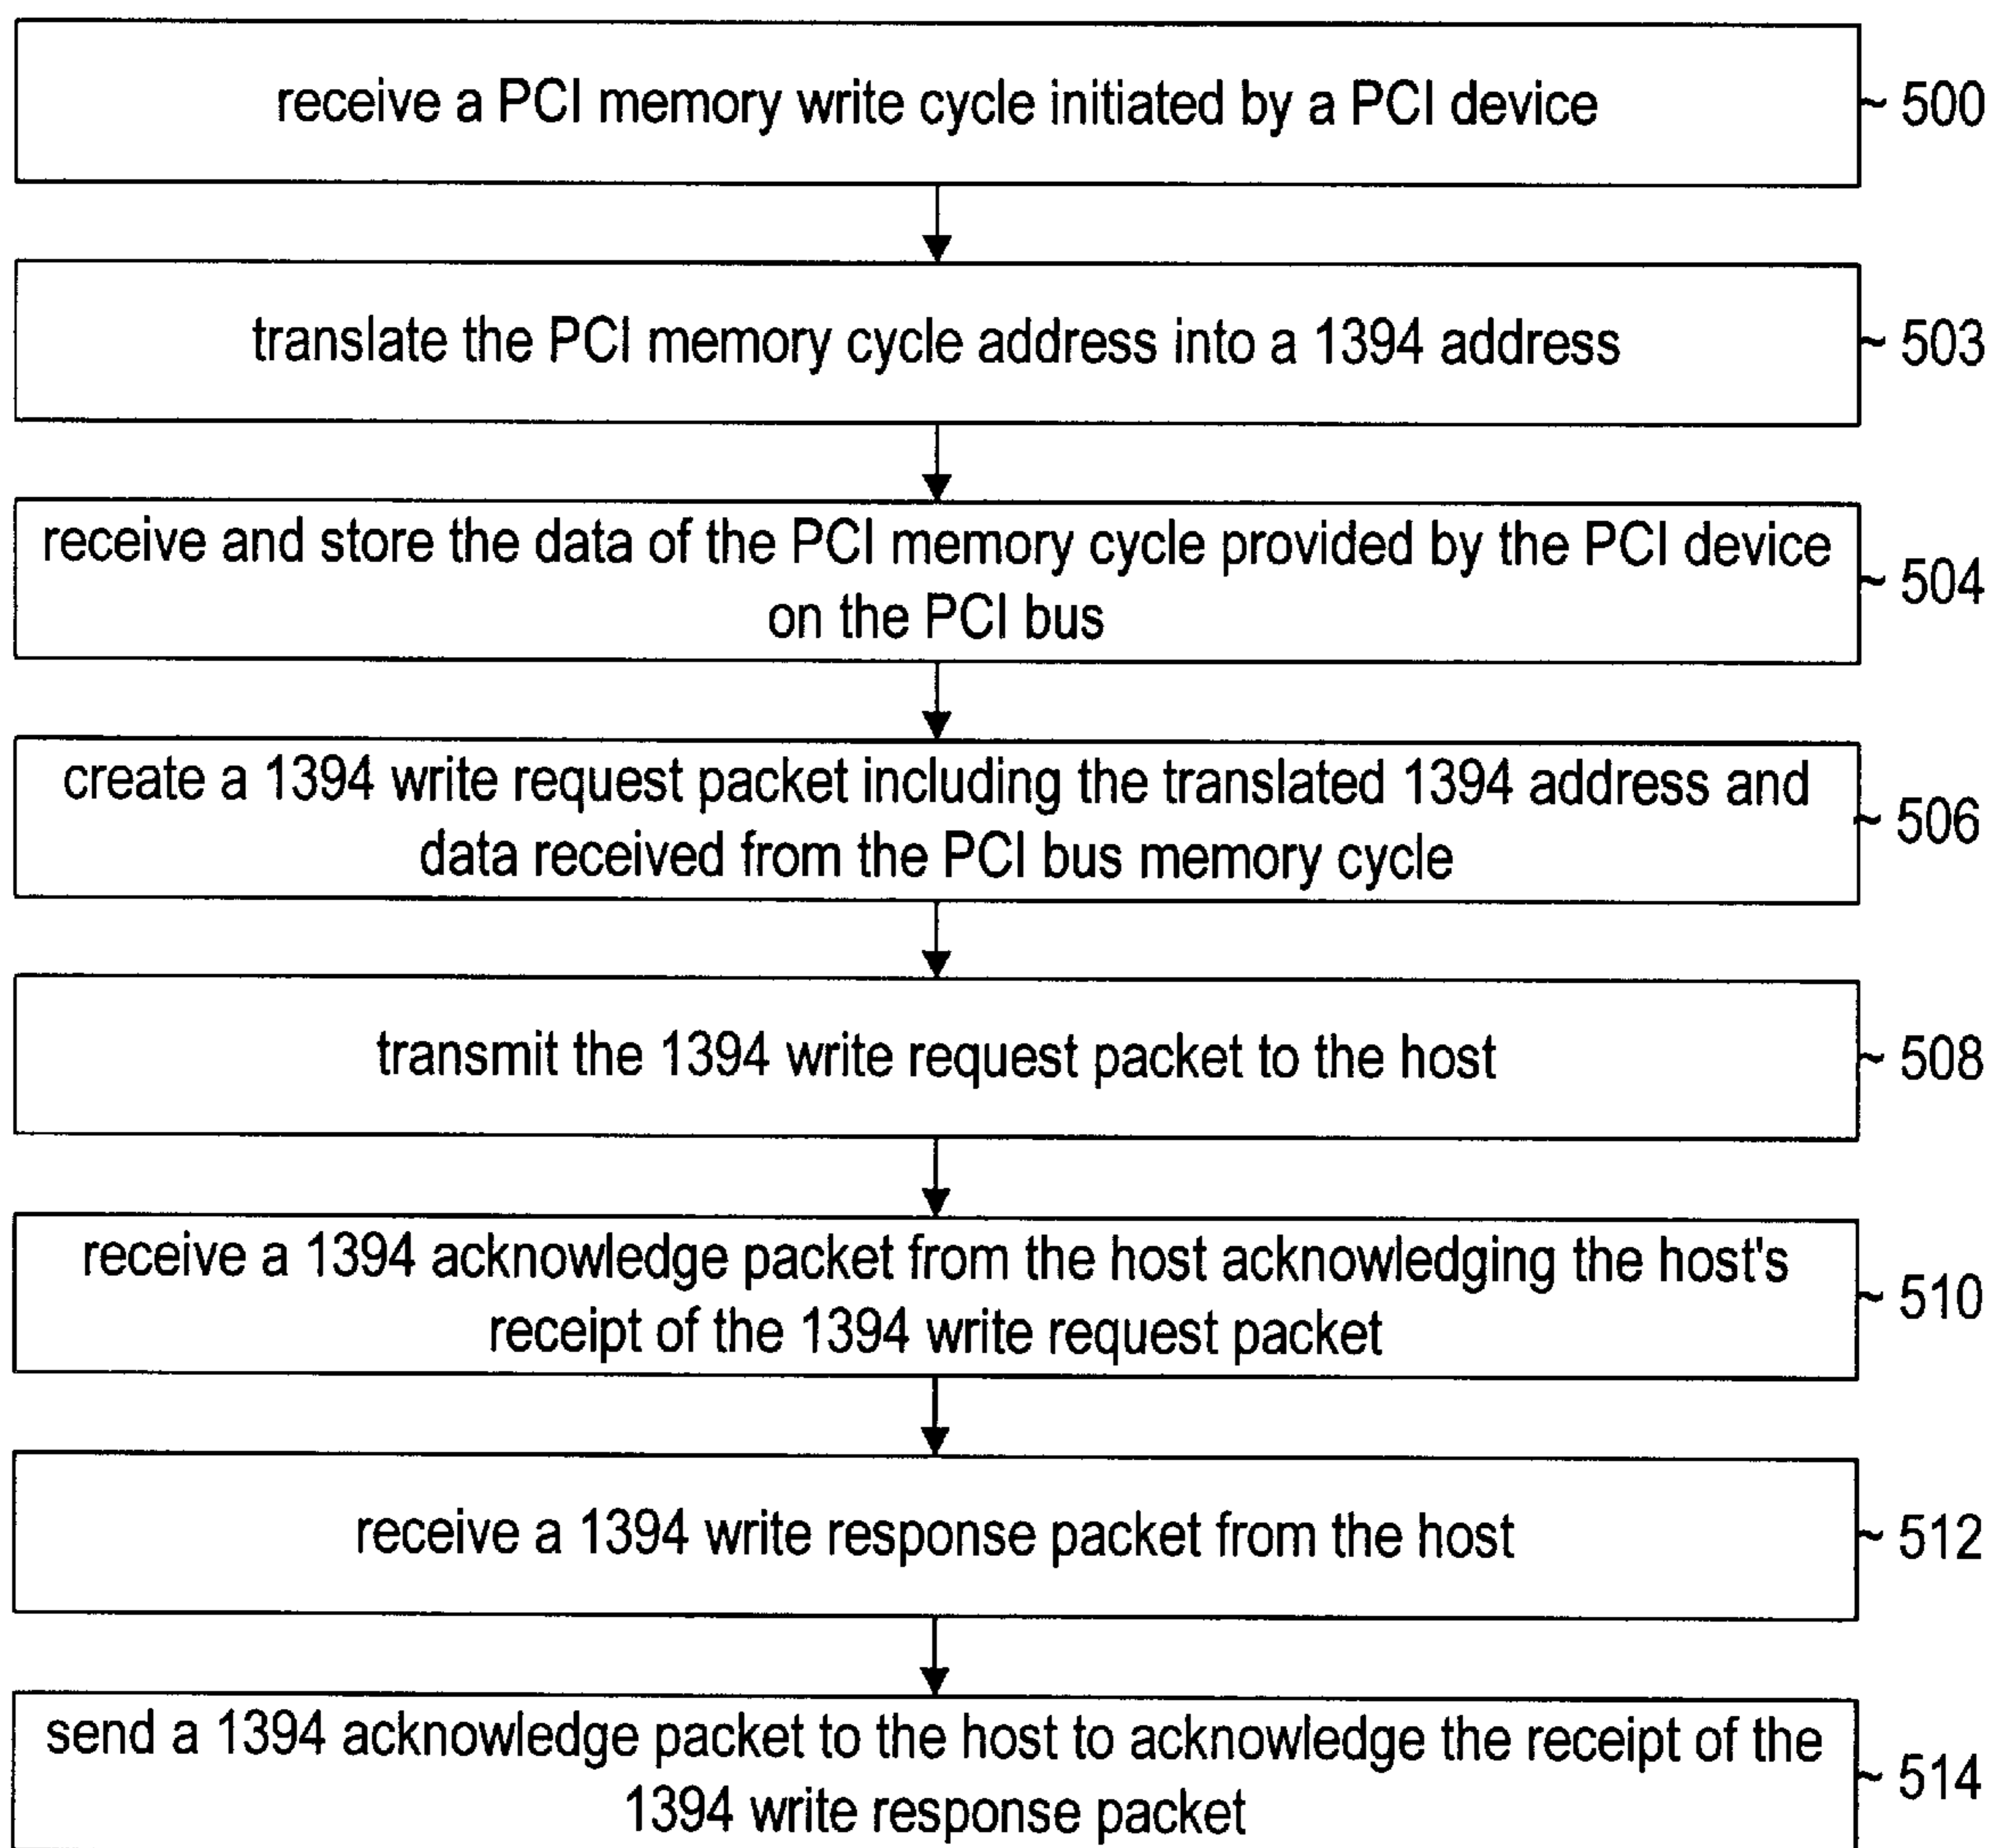 receive a PCI memory write cycle initiated by a PCI device ~ 500
translate the PCI memory cycle address into a 1394 address ~ 503
receive and store the data of the PCI memory cycle provided by the PCI device
on the PCI bus
~ 504
create a 1394 write request packet including the translated 1394 address and
data received from the PCI bus memory cycle
~ 506
transmit the 1394 write request packet to the host ~ 508
receive a 1394 acknowledge packet from the host acknowledging the host's
receipt of the 1394 write request packet
~ 510
receive a 1394 write response packet from the host ~ 512
send a 1394 acknowledge packet to the host to acknowledge the receipt of the
1394 write response packet
~ 514